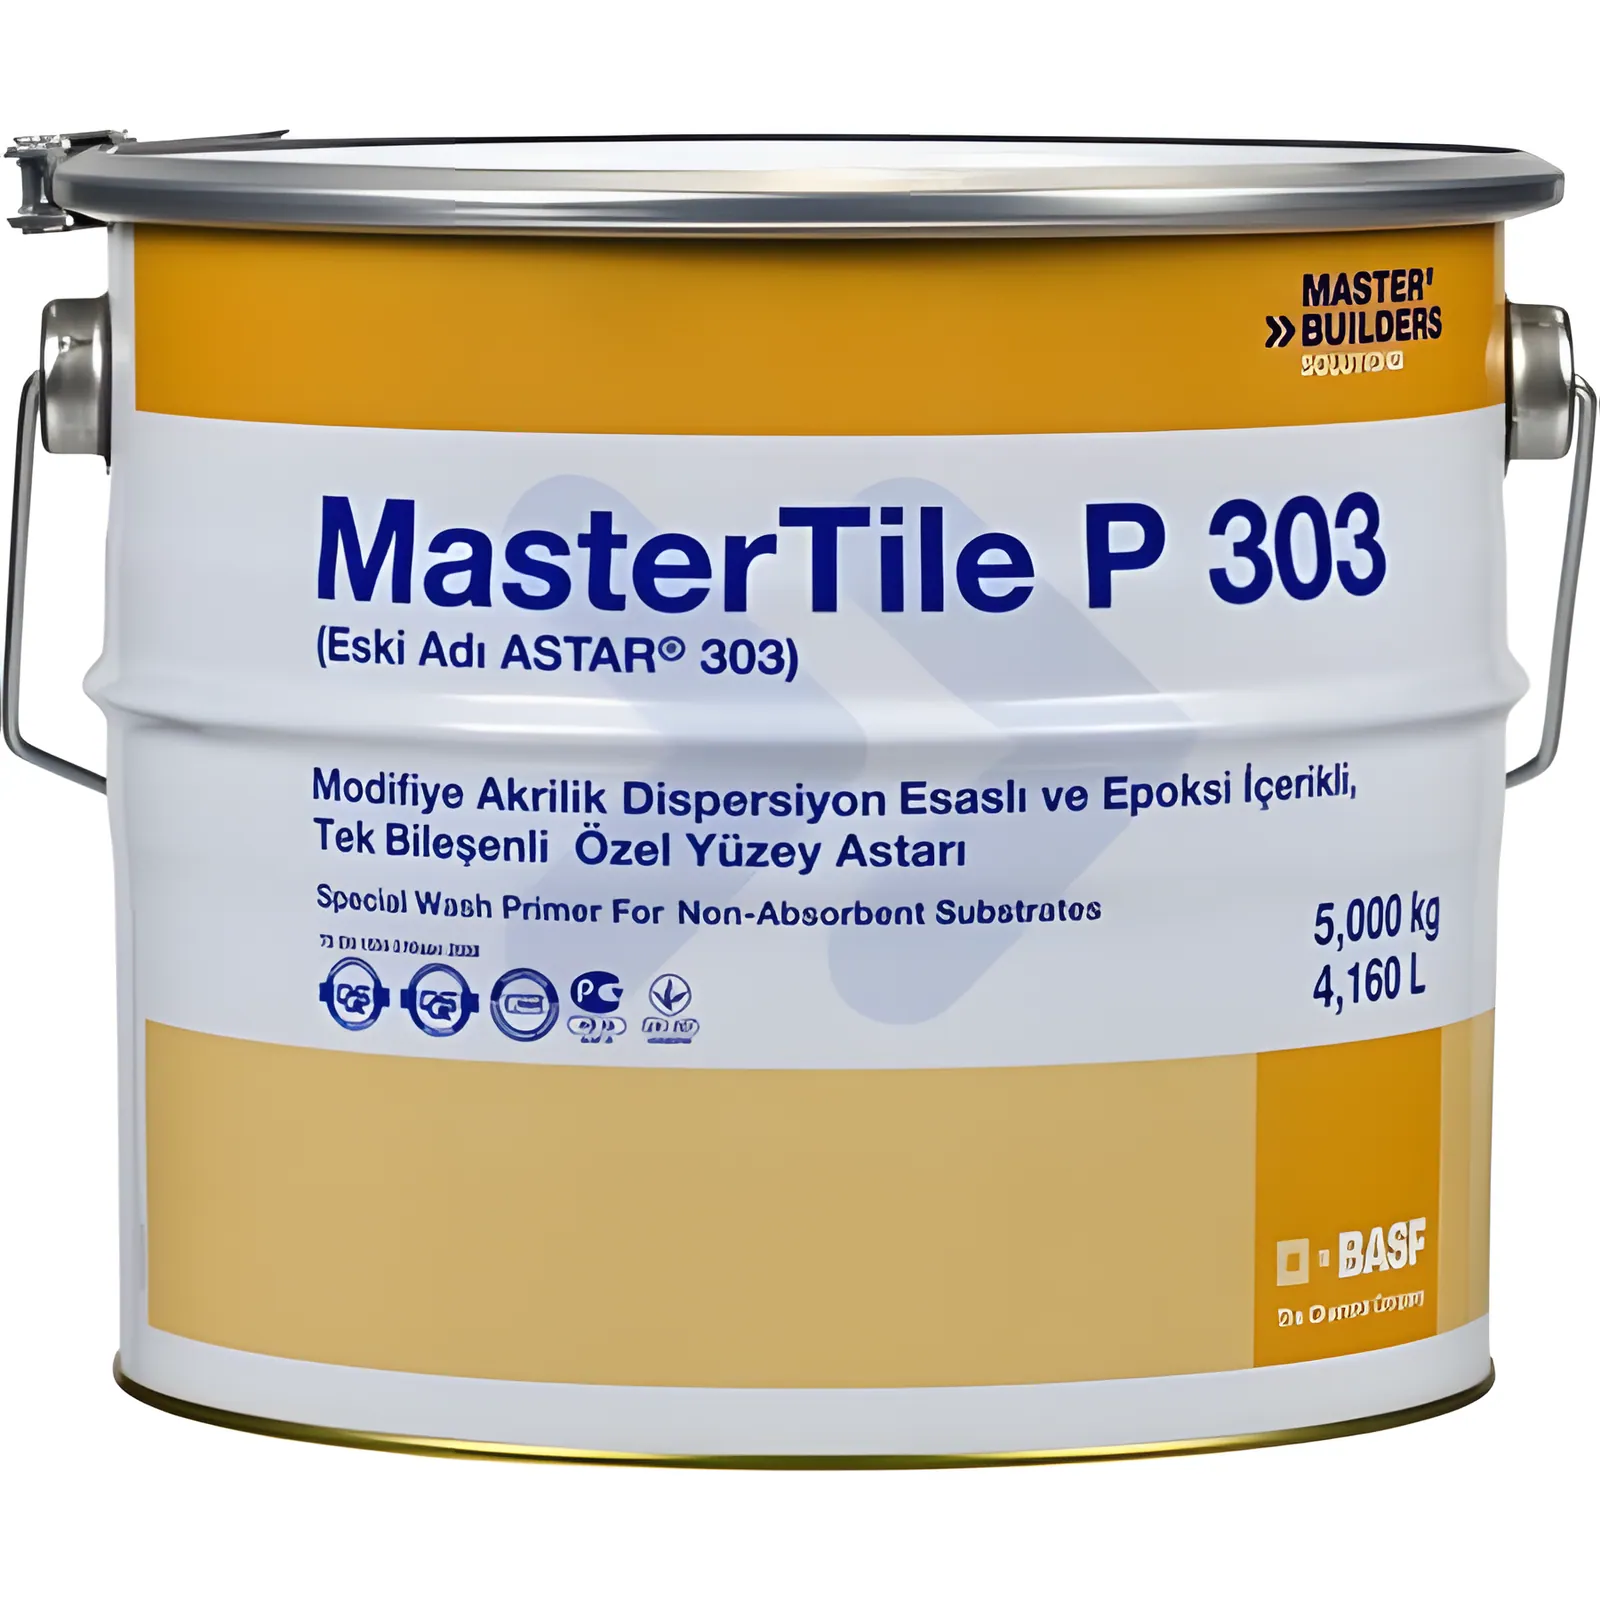 MASTER'
» BUILDERS
MasterTile P 303
(Eski Adı ASTAR® 303)
Modifiye Akrilik Dispersiyon Esaslı ve Epoksi İçerikli,
Tek Bileşenli Özel Yüzey Astarı
Special Wash Primer For Non-Absorbent Substrates
5,000 kg
4,160 L
BASF